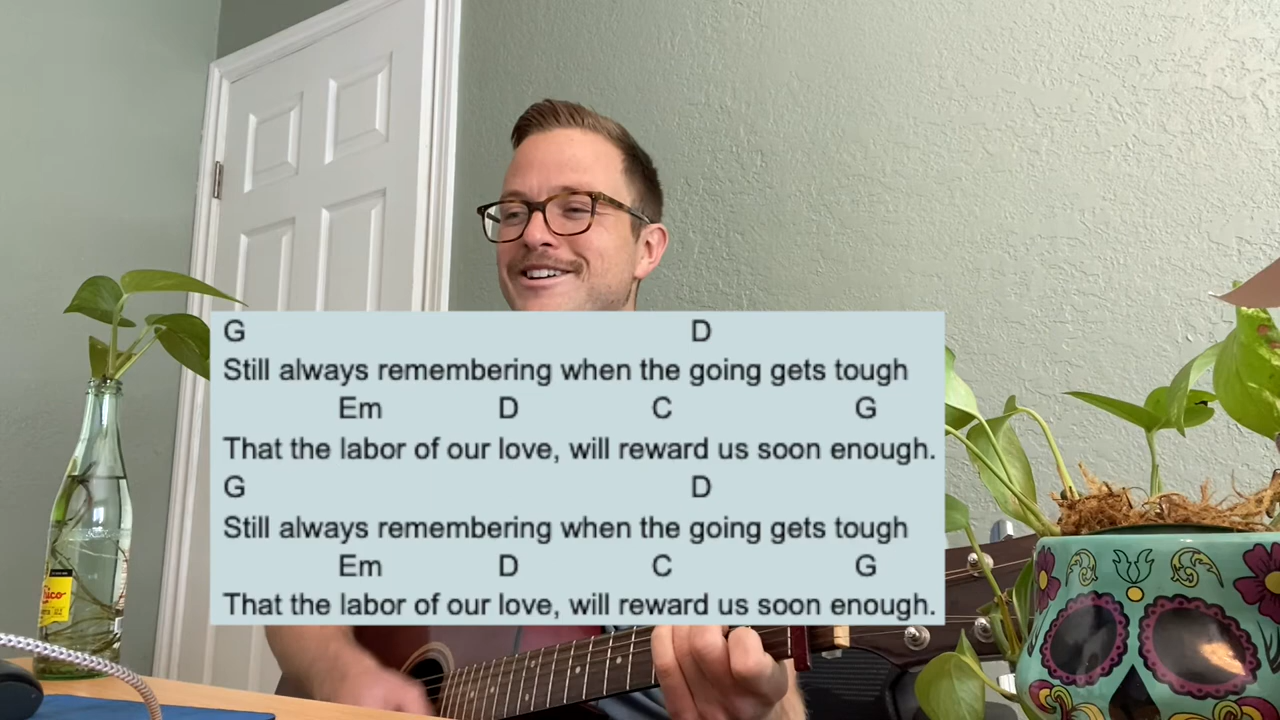 G D
Still always remembering when the going gets tough
Em D C G
That the labor of our love, will reward us soon enough.
G D
Still always remembering when the going gets tough
Em D C G
That the labor of our love, will reward us soon enough.